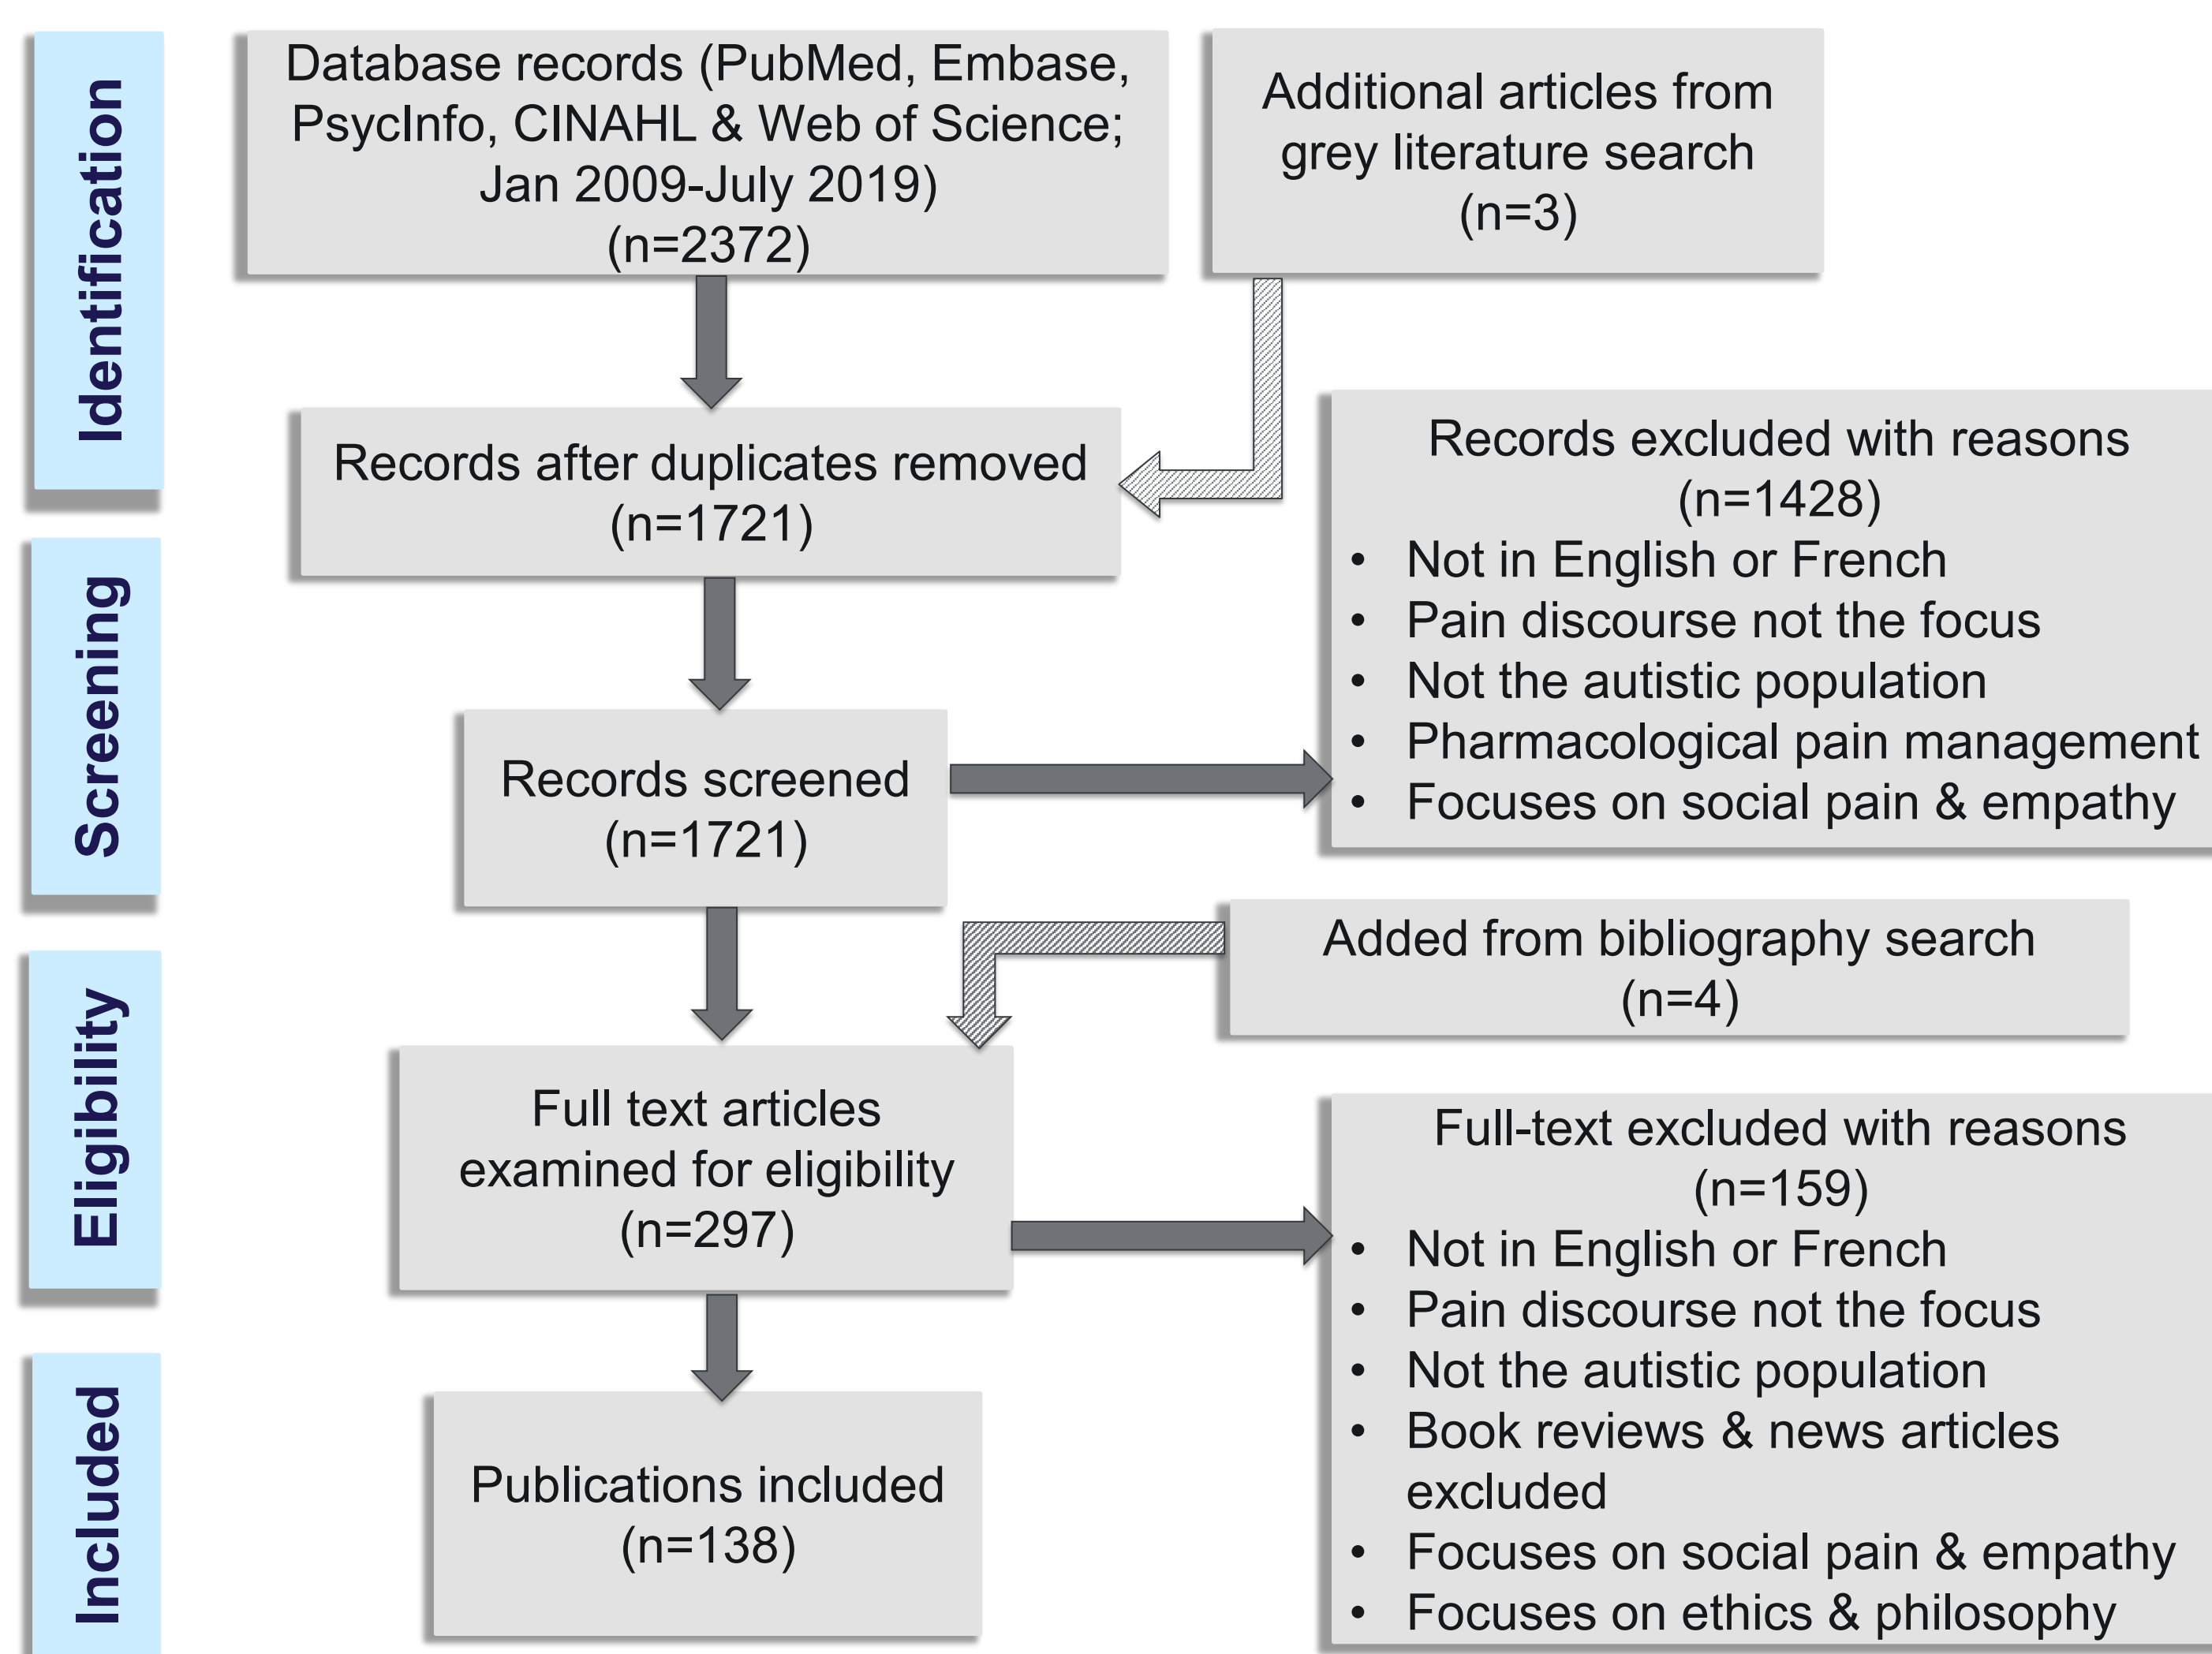 Identification
Database records (PubMed, Embase,
PsycInfo, CINAHL & Web of Science;
Jan 2009-July 2019)
(n=2372)
Additional articles from
grey literature search
(n=3)
Records after duplicates removed
(n=1721)
Screening
Records screened
(n=1721)
Records excluded with reasons
(n=1428)
• Not in English or French
• Pain discourse not the focus
• Not the autistic population
• Pharmacological pain management
• Focuses on social pain & empathy
Eligibility
Added from bibliography search
(n=4)
Full text articles
examined for eligibility
(n=297)
Full-text excluded with reasons
(n=159)
• Not in English or French
• Pain discourse not the focus
• Not the autistic population
• Book reviews & news articles
excluded
• Focuses on social pain & empathy
• Focuses on ethics & philosophy
Included
Publications included
(n=138)